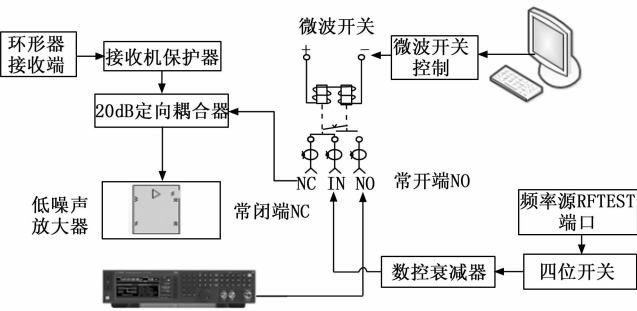 微波开关
环形器
接收端
接收机保护器
微波开关
控制
20dB定向耦合器
NC IN NO
常开端NO
低噪声
放大器
常闭端NC
频率源RFTEST
端口
数控衰减器
四位开关